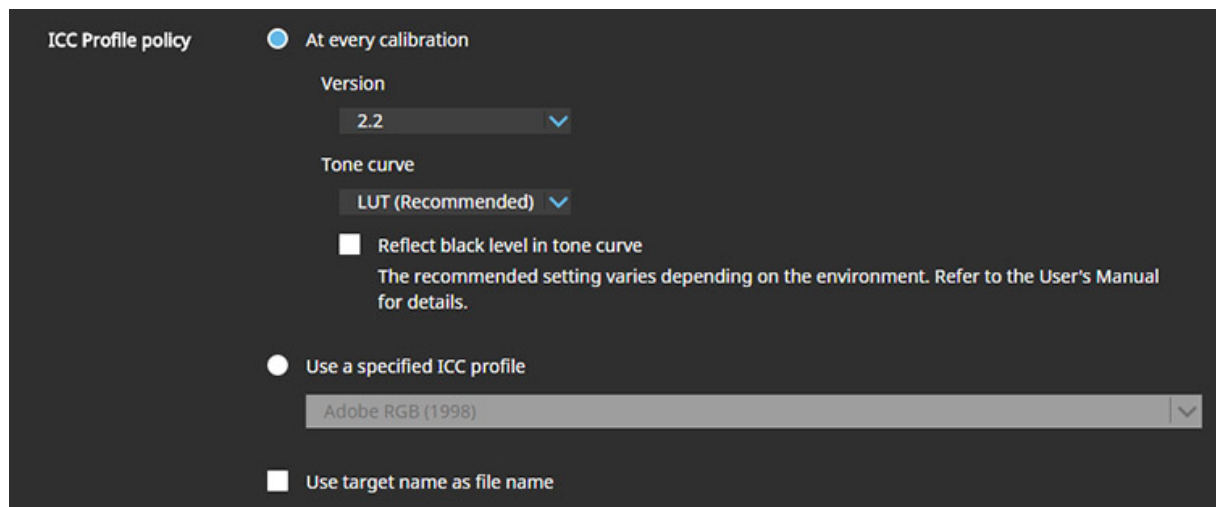 ICC Profile policy
At every calibration
Version
2.2
Tone curve
LUT (Recommended)
Reflect black level in tone curve
The recommended setting varies depending on the environment. Refer to the User's Manual
for details.
Use a specified ICC profile
Adobe RGB (1998)
Use target name as file name